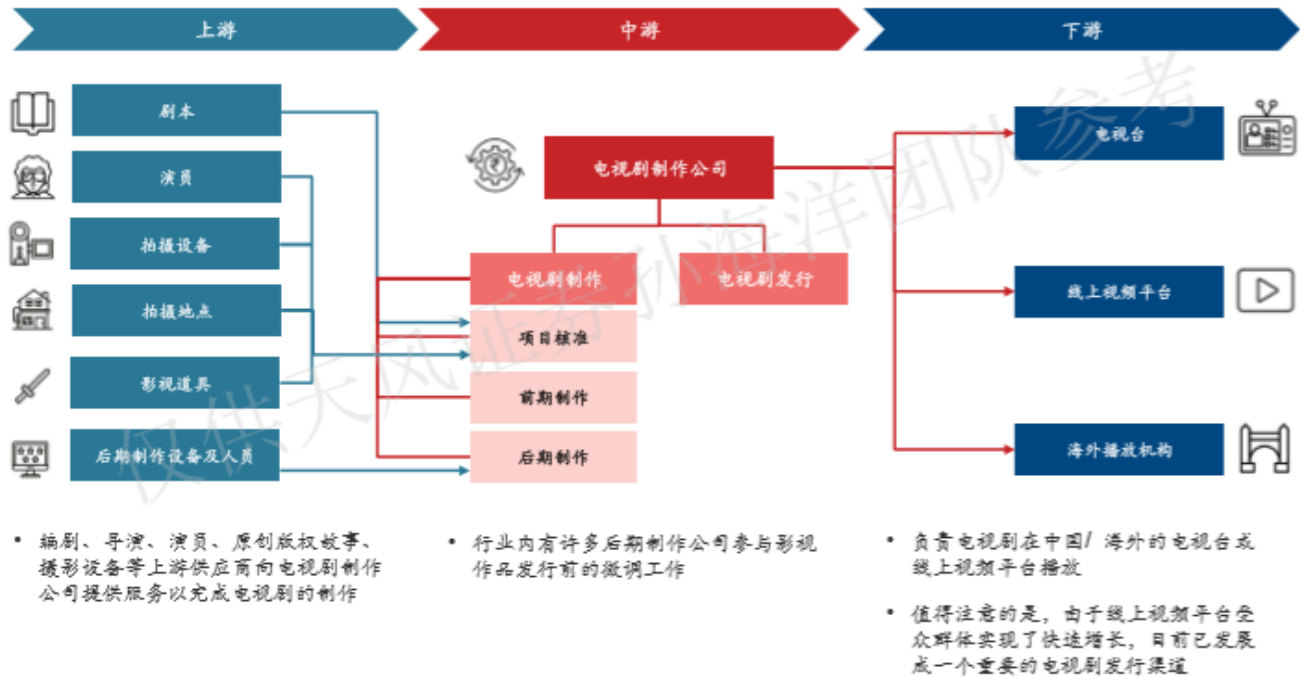 上游
中游
下游
剧本
演员
拍摄设备
拍摄地点
影视道具
后期制作设备及人员
电视剧制作公司
电视剧制作
电视剧发行
项目核准
前期制作
后期制作
电视台
线上视频平台
海外播放机构
• 编剧、导演、演员、原创版权故事、
摄影设备等上游供应商向电视剧制作
公司提供服务以完成电视剧的制作
• 行业内有许多后期制作公司参与影视
作品发行前的微调工作
• 负责电视剧在中国/ 海外的电视台或
线上视频平台播放
• 值得注意的是，由于线上视频平台受
众群体实现了快速增长，目前已发展
成一个重要的电视剧发行渠道
仅供天风证券孙海洋团队参考